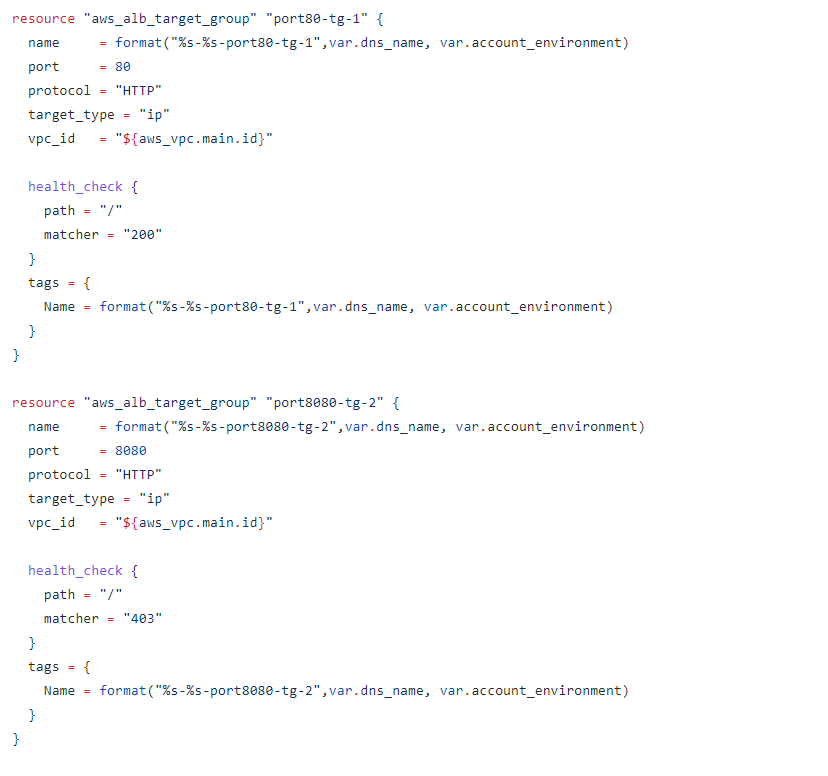 resource "aws_alb_target_group" "port80-tg-1" {
  name     = format("%s-%s-port80-tg-1",var.dns_name, var.account_environment)
  port     = 80
  protocol = "HTTP"
  target_type = "ip"
  vpc_id   = "${aws_vpc.main.id}"

  health_check {
    path = "/"
    matcher = "200"
  }
  tags = {
    Name = format("%s-%s-port80-tg-1",var.dns_name, var.account_environment)
  }
}

resource "aws_alb_target_group" "port8080-tg-2" {
  name     = format("%s-%s-port8080-tg-2",var.dns_name, var.account_environment)
  port     = 8080
  protocol = "HTTP"
  target_type = "ip"
  vpc_id   = "${aws_vpc.main.id}"

  health_check {
    path = "/"
    matcher = "403"
  }
  tags = {
    Name = format("%s-%s-port8080-tg-2",var.dns_name, var.account_environment)
  }
}